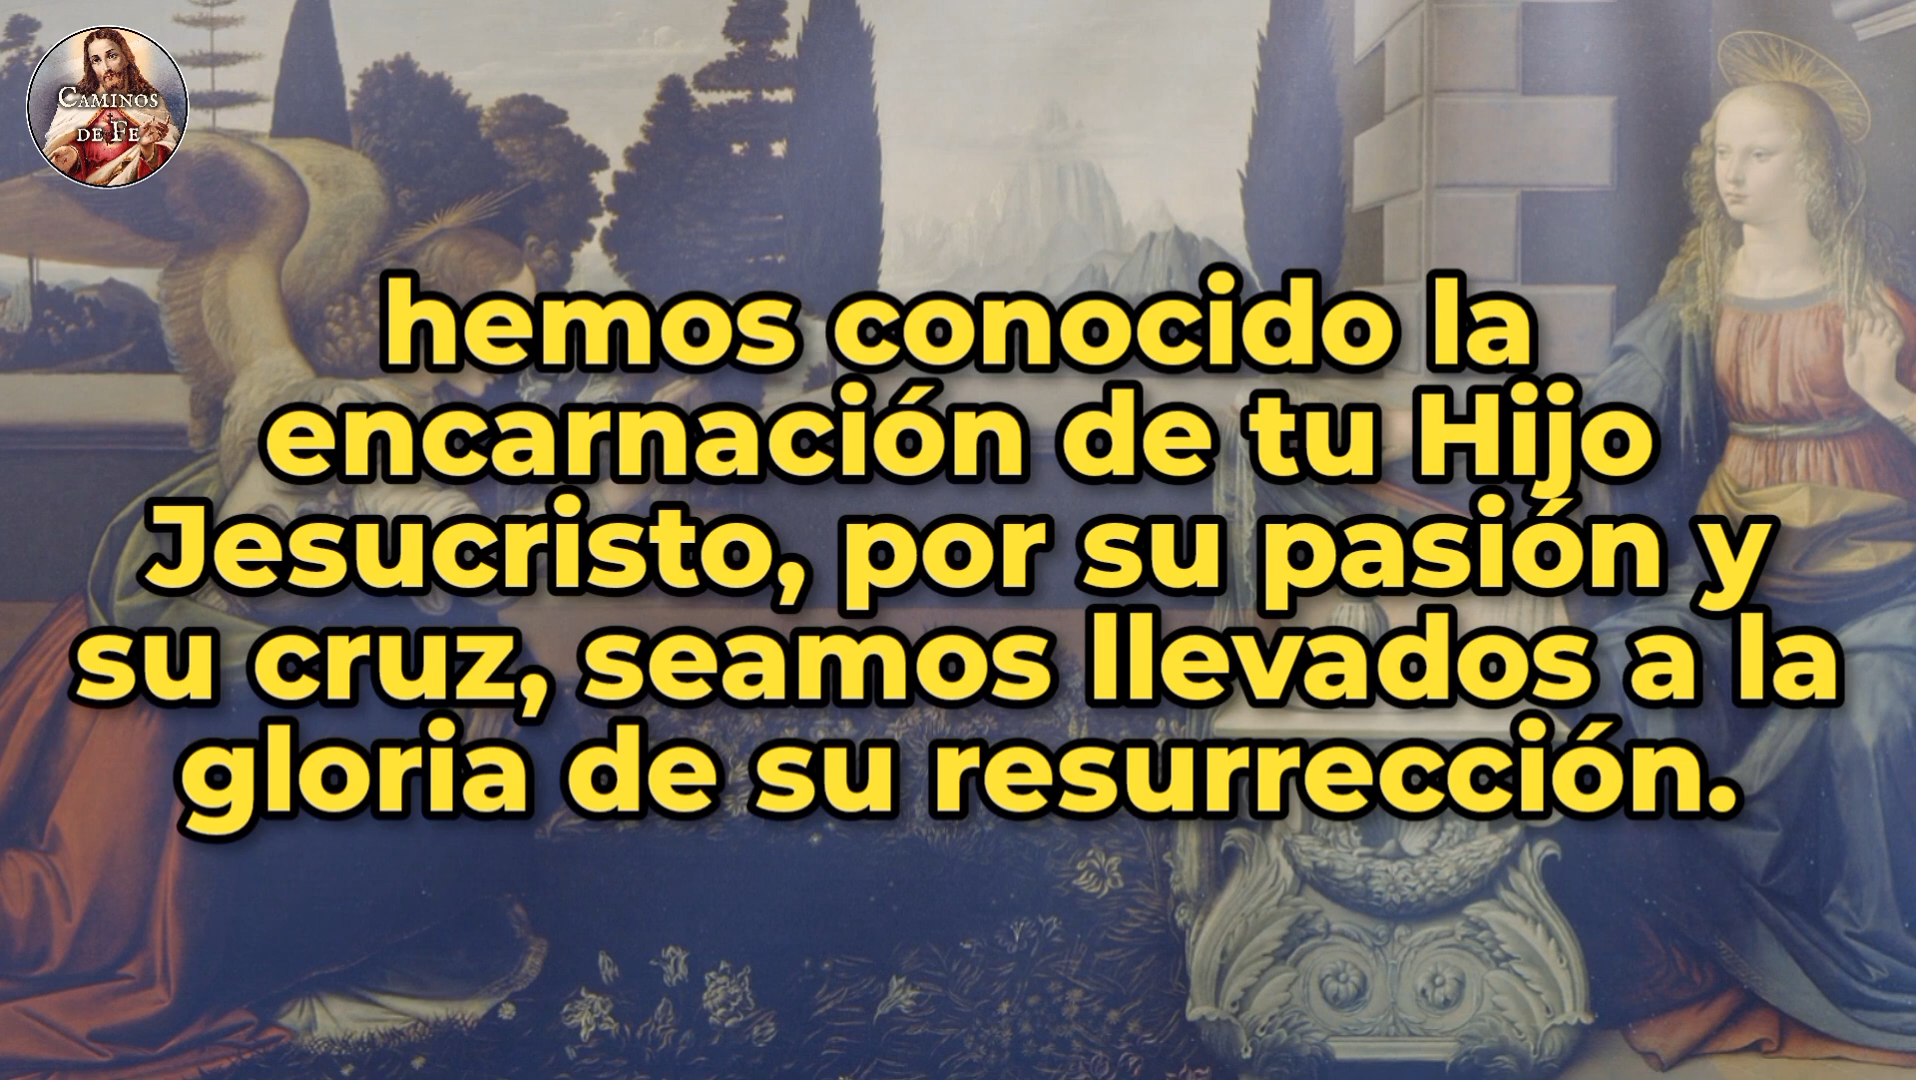 CAMINOS
DE FE
hemos conocido la
encarnación de tu Hijo
Jesucristo, por su pasión y
su cruz, seamos llevados a la
gloria de su resurrección.